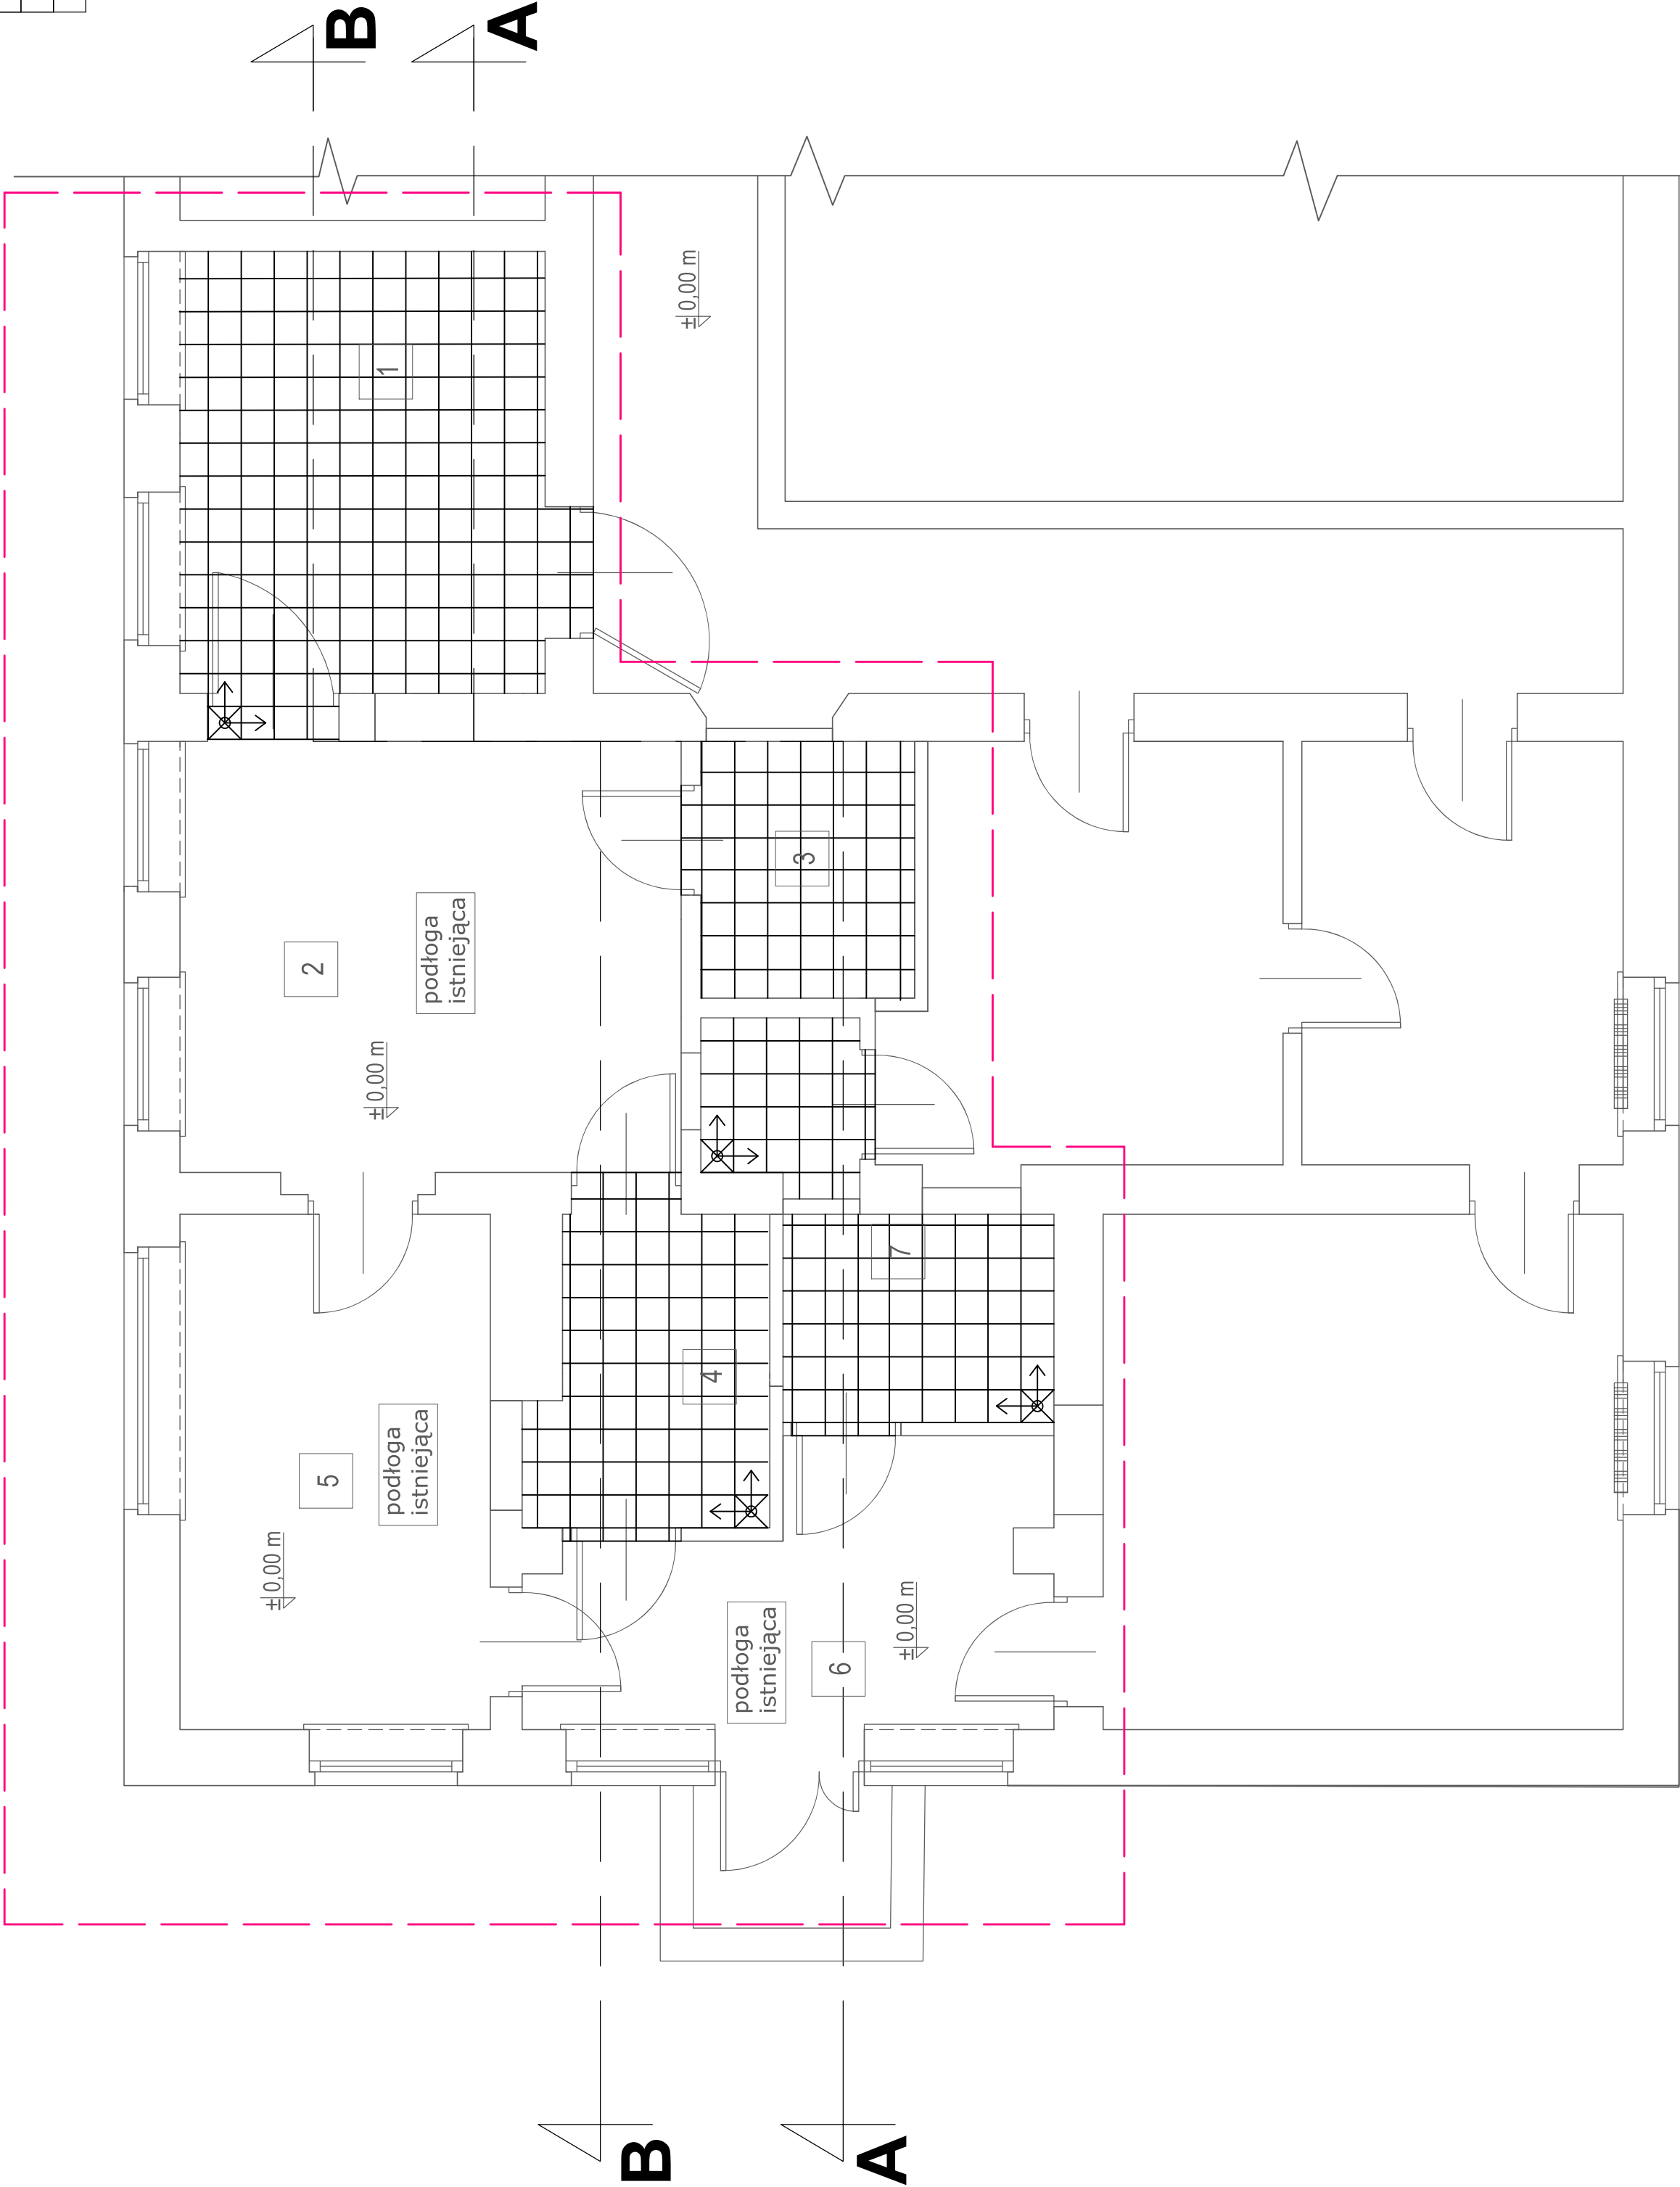 B
A
± 0,00 m
1
3
2
podłoga
istniejąca
± 0,00 m
7
4
5
podłoga
istniejąca
± 0,00 m
podłoga
istniejąca
6
± 0,00 m
B
A